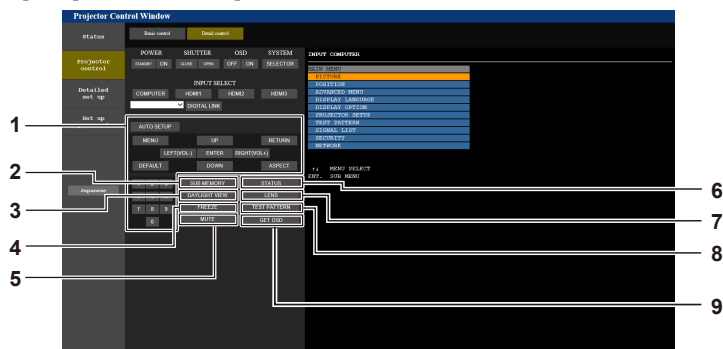 Projector Control Window
Status
Basic control
Detail control
POWER SHUTTER OSD SYSTEM
STANDBY ON CLOSE OPEN OFF ON SELECTOR
INPUT COMPUTER
Projector
control
MAIN MENU
PICTURE
POSITION
ADVANCED MENU
DISPLAY LANGUAGE
DISPLAY OPTION
PROJECTOR SETUP
TEST PATTERN
SIGNAL LIST
SECURITY
NETWORK
INPUT SELECT
Detailed
set up
COMPUTER HDMI1 HDMI2 HDMI3
DIGITAL LINK
Set up
1
AUTO SETUP
MENU UP RETURN
LEFT(VOL-) ENTER RIGHT(VOL+)
DEFAULT DOWN ASPECT
MENU SELECT
ENT. SUB MENU
2
SUB MEMORY STATUS
6
Japanese
3
DAYLIGHT VIEW LENS
7
7 8 9
FREEZE TEST PATTERN
0
MUTE GET OSD
4
8
5
9